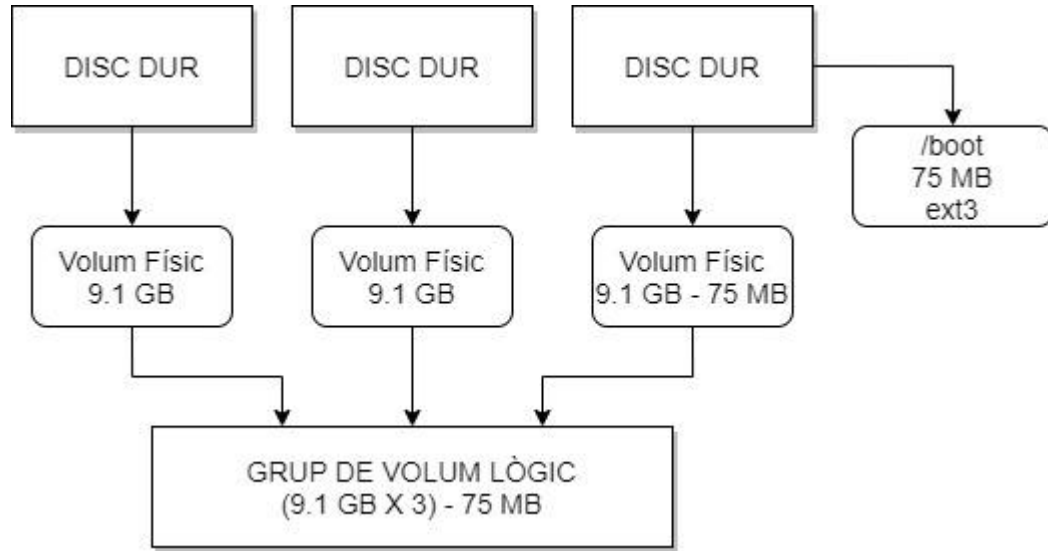 DISC DUR
DISC DUR
DISC DUR
/boot
75 MB
ext3
Volum Físic
9.1 GB
Volum Físic
9.1 GB
Volum Físic
9.1 GB - 75 MB
GRUP DE VOLUM LÒGIC
(9.1 GB X 3) - 75 MB